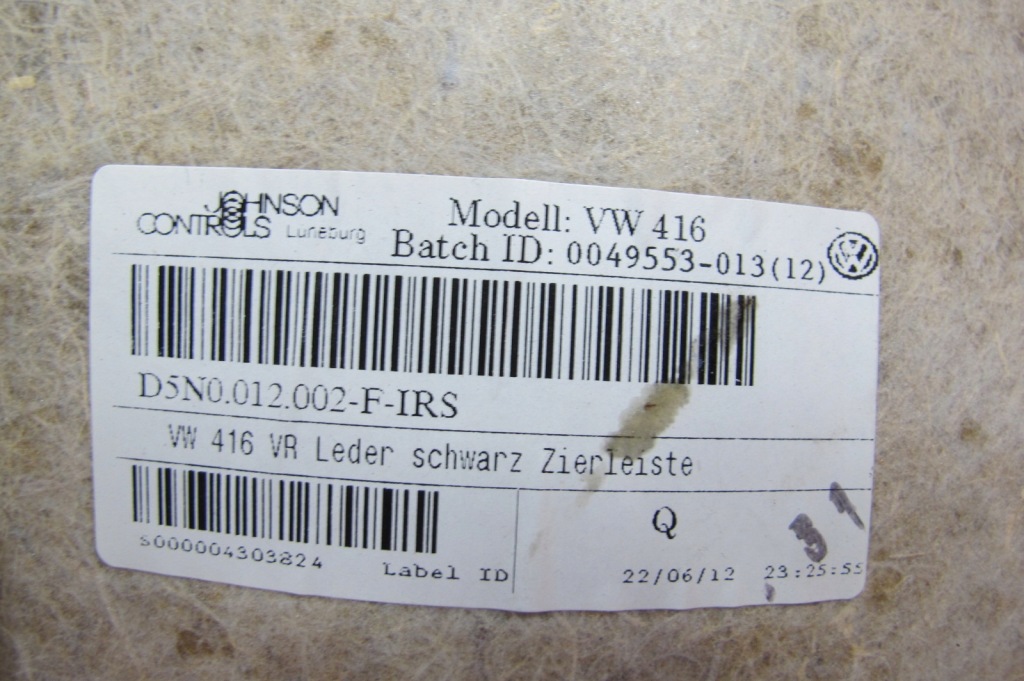 JOHNSON
CONTROLS Lüneburg
Modell: VW 416
Batch ID: 0049553-013(12)
D5N0.012.002-F-IRS
VW 416 VR Leder schwarz Zierleiste
S000004303824
Label ID
Q
31
22/06/12 23:25:55